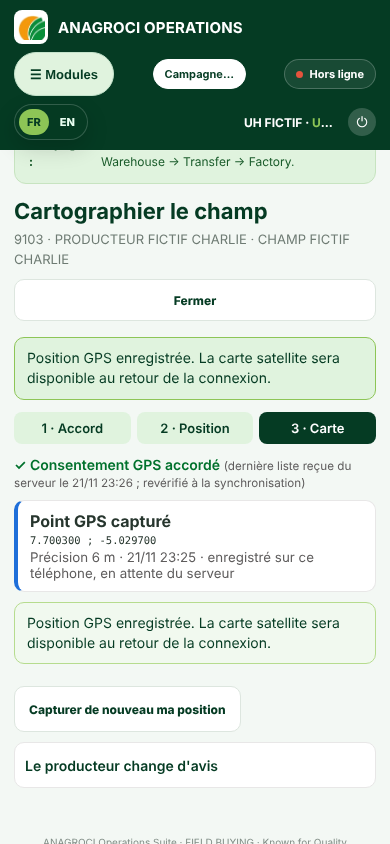 ANAGROCI OPERATIONS
☰ Modules
Campagne...
Hors ligne
FR
EN
UH FICTIF · U...
:
Warehouse → Transfer → Factory.
Cartographier le champ
9103 · PRODUCTEUR FICTIF CHARLIE · CHAMP FICTIF
CHARLIE
Fermer
Position GPS enregistrée. La carte satellite sera
disponible au retour de la connexion.
1 · Accord
2 · Position
3 · Carte
✓ Consentement GPS accordé (dernière liste reçue du
serveur le 21/11 23:26 ; revérifié à la synchronisation)
Point GPS capturé
7.700300 ; -5.029700
Précision 6 m · 21/11 23:25 · enregistré sur ce
téléphone, en attente du serveur
Position GPS enregistrée. La carte satellite sera
disponible au retour de la connexion.
Capturer de nouveau ma position
Le producteur change d'avis
ANAGROCI Operations Suite · FIELD BUYING · Known for Quality